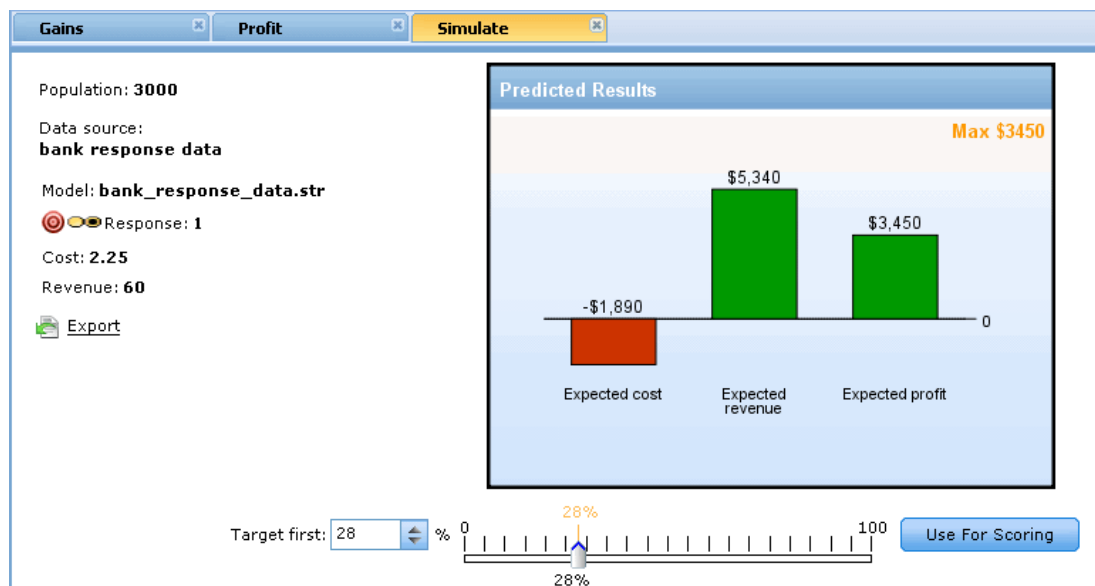 Gains
Profit
Simulate
Population: 3000
Data source:
bank response data
Model: bank_response_data.str
Response: 1
Cost: 2.25
Revenue: 60
Export
Predicted Results
Max $3450
$5,340
$3,450
-$1,890
0
Expected cost
Expected
revenue
Expected profit
Target first: 28 %
28%
0
100
28%
Use For Scoring